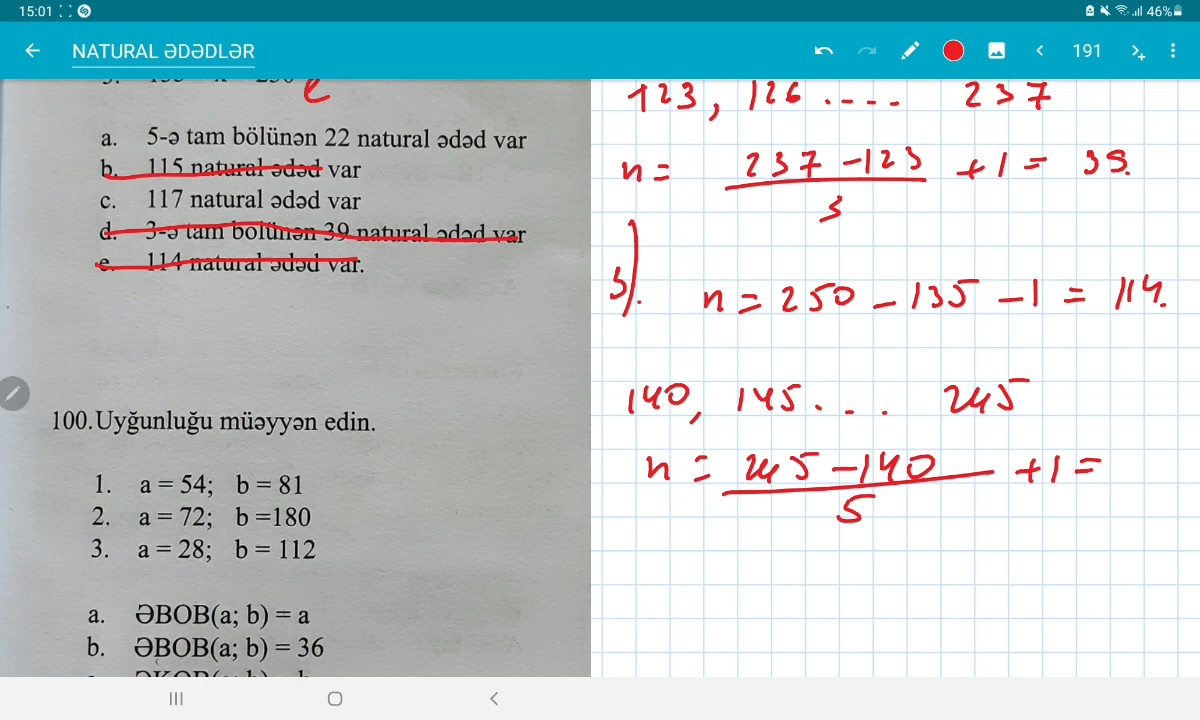 15:01 46%
NATURAL ƏDƏDLƏR 191
e
a. 5-ə tam bölünən 22 natural ədəd var
b. 115 natural ədəd var
c. 117 natural ədəd var
d. 3-ə tam bölünən 39 natural ədəd var
e. 114 natural ədəd var.
100. Uyğunluğu müəyyən edin.
1. a = 54; b = 81
2. a = 72; b =180
3. a = 28; b = 112
a. ƏBOB(a; b) = a
b. ƏBOB(a; b) = 36
123, 126 .... 237
n = 237 - 123 / 3 + 1 = 39.
3). n = 250 - 135 - 1 = 114.
140, 145. .. 245
n = 245 - 140 / 5 + 1 =